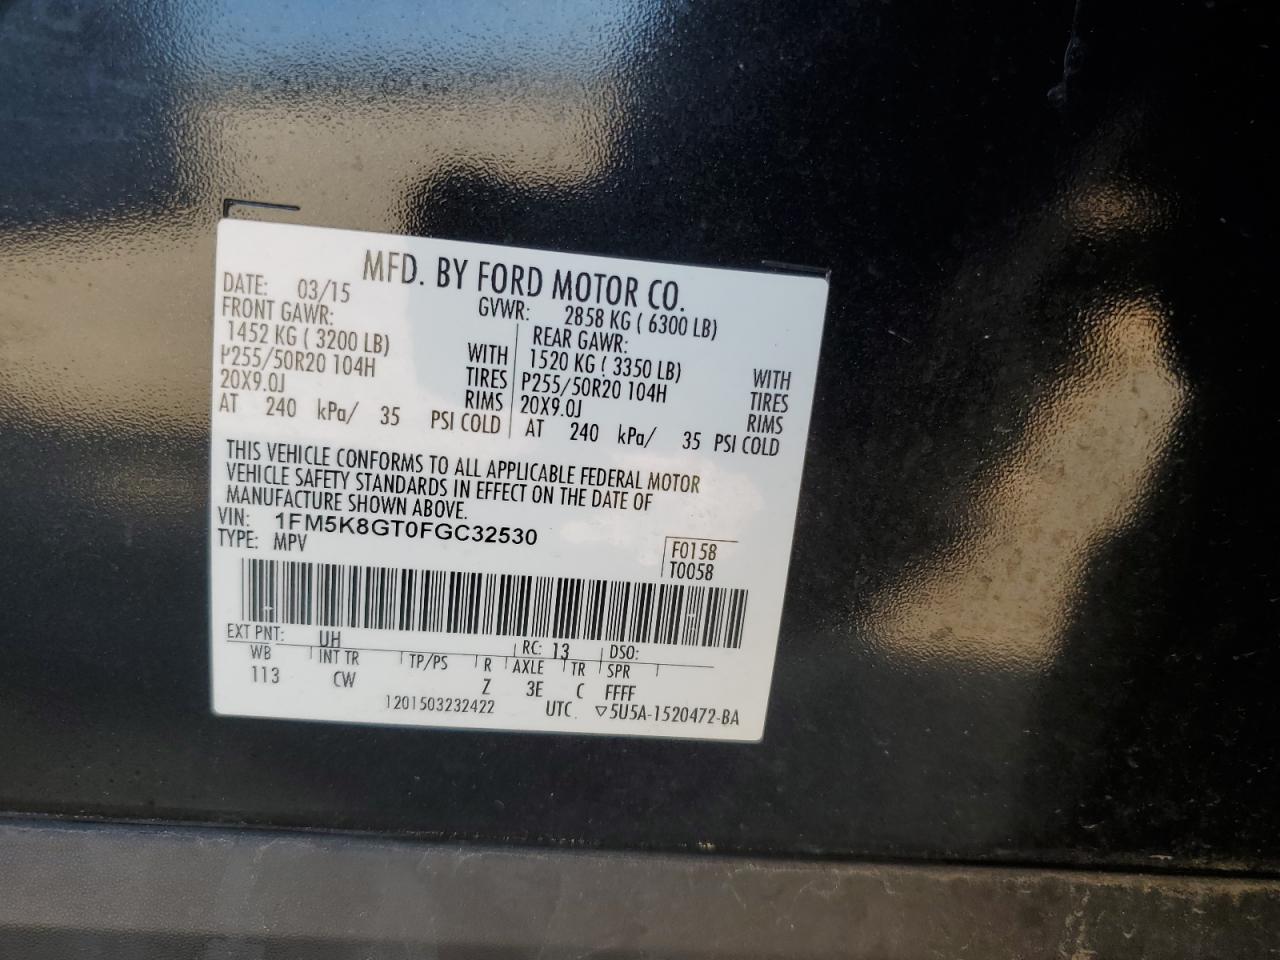 MFD. BY FORD MOTOR CO.
DATE: 03/15 GVWR: 2858 KG ( 6300 LB)
FRONT GAWR: REAR GAWR:
1452 KG ( 3200 LB) WITH 1520 KG ( 3350 LB) WITH
P255/50R20 104H TIRES P255/50R20 104H TIRES
20X9.0J RIMS 20X9.0J RIMS
AT 240 kPa/ 35 PSI COLD AT 240 kPa/ 35 PSI COLD
THIS VEHICLE CONFORMS TO ALL APPLICABLE FEDERAL MOTOR
VEHICLE SAFETY STANDARDS IN EFFECT ON THE DATE OF
MANUFACTURE SHOWN ABOVE.
VIN: 1FM5K8GT0FGC32530
TYPE: MPV F0158
T0058
EXT PNT: UH RC: 13 DSO:
WB INT TR TP/PS R AXLE TR SPR
113 CW Z 3E C FFFF
1201503232422 UTC ▽5U5A-1520472-BA